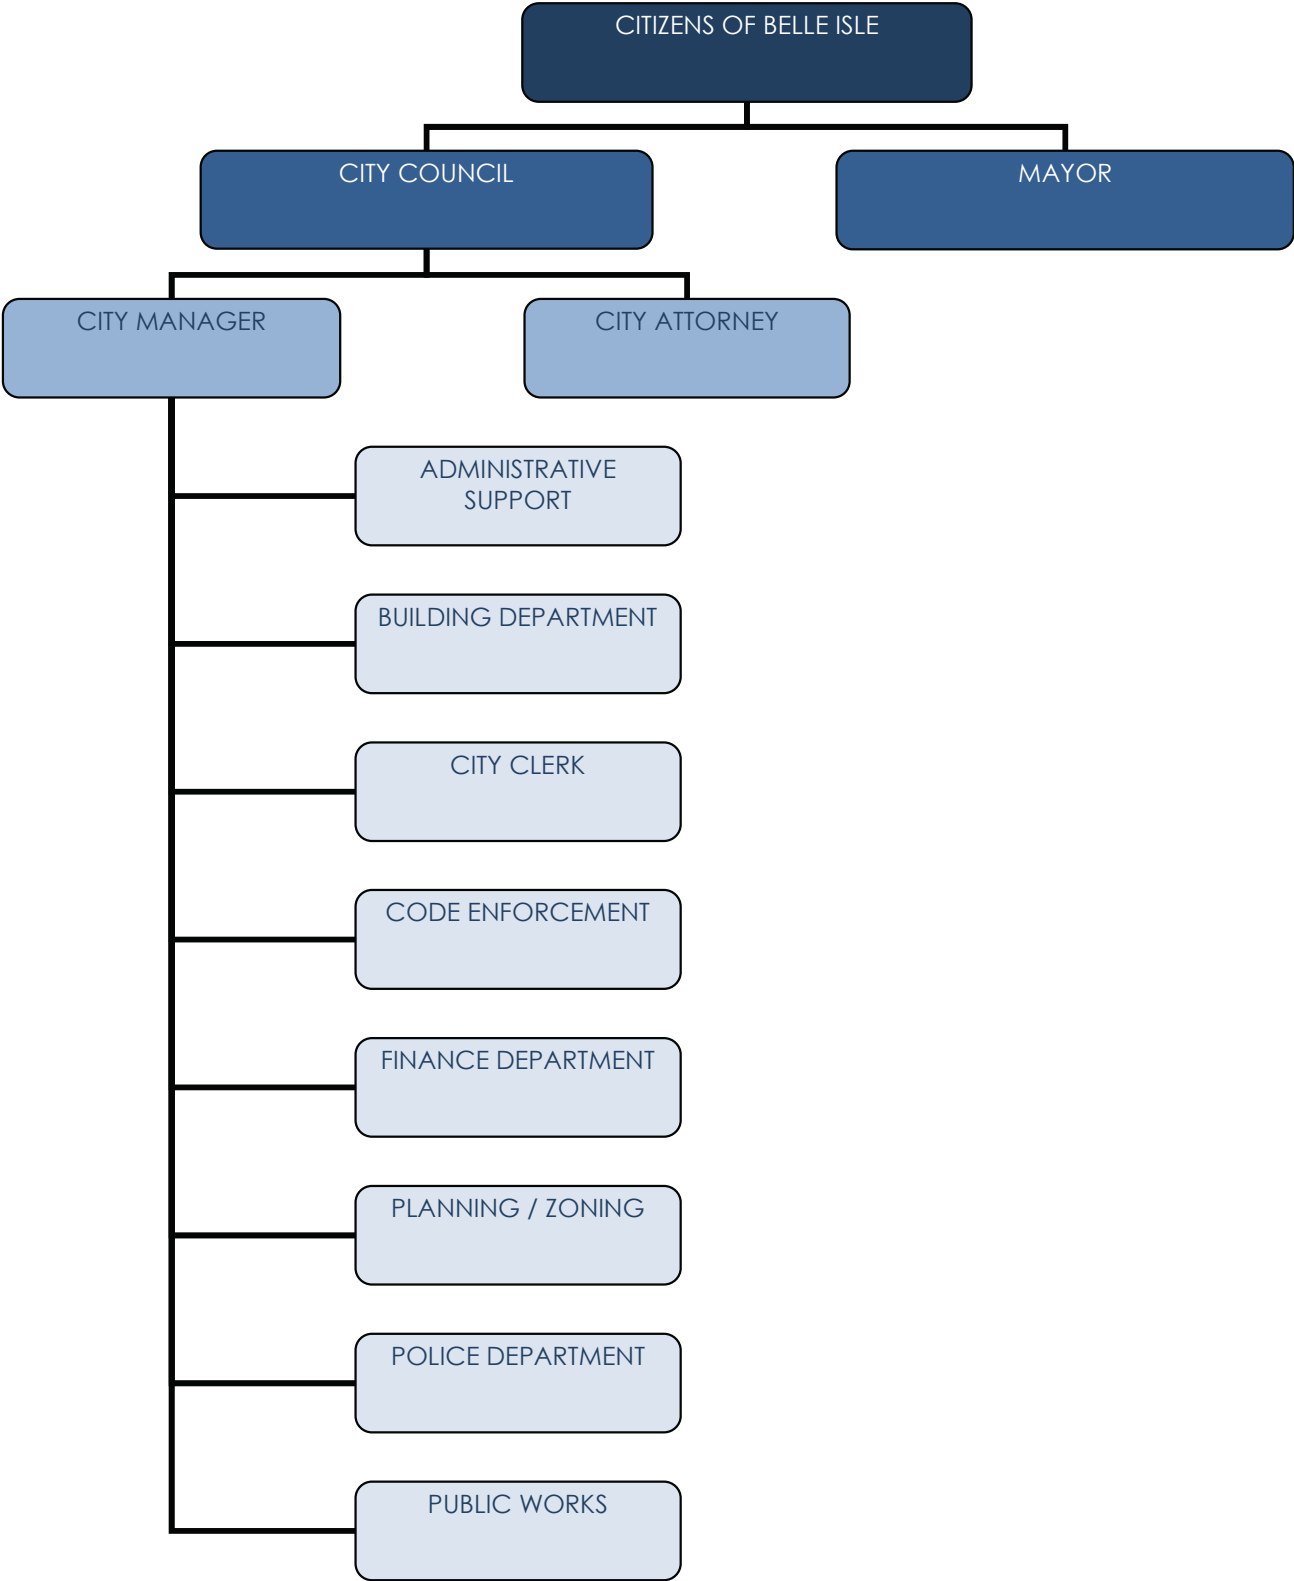 CITIZENS OF BELLE ISLE
CITY COUNCIL
MAYOR
CITY MANAGER
CITY ATTORNEY
ADMINISTRATIVE
SUPPORT
BUILDING DEPARTMENT
CITY CLERK
CODE ENFORCEMENT
FINANCE DEPARTMENT
PLANNING / ZONING
POLICE DEPARTMENT
PUBLIC WORKS